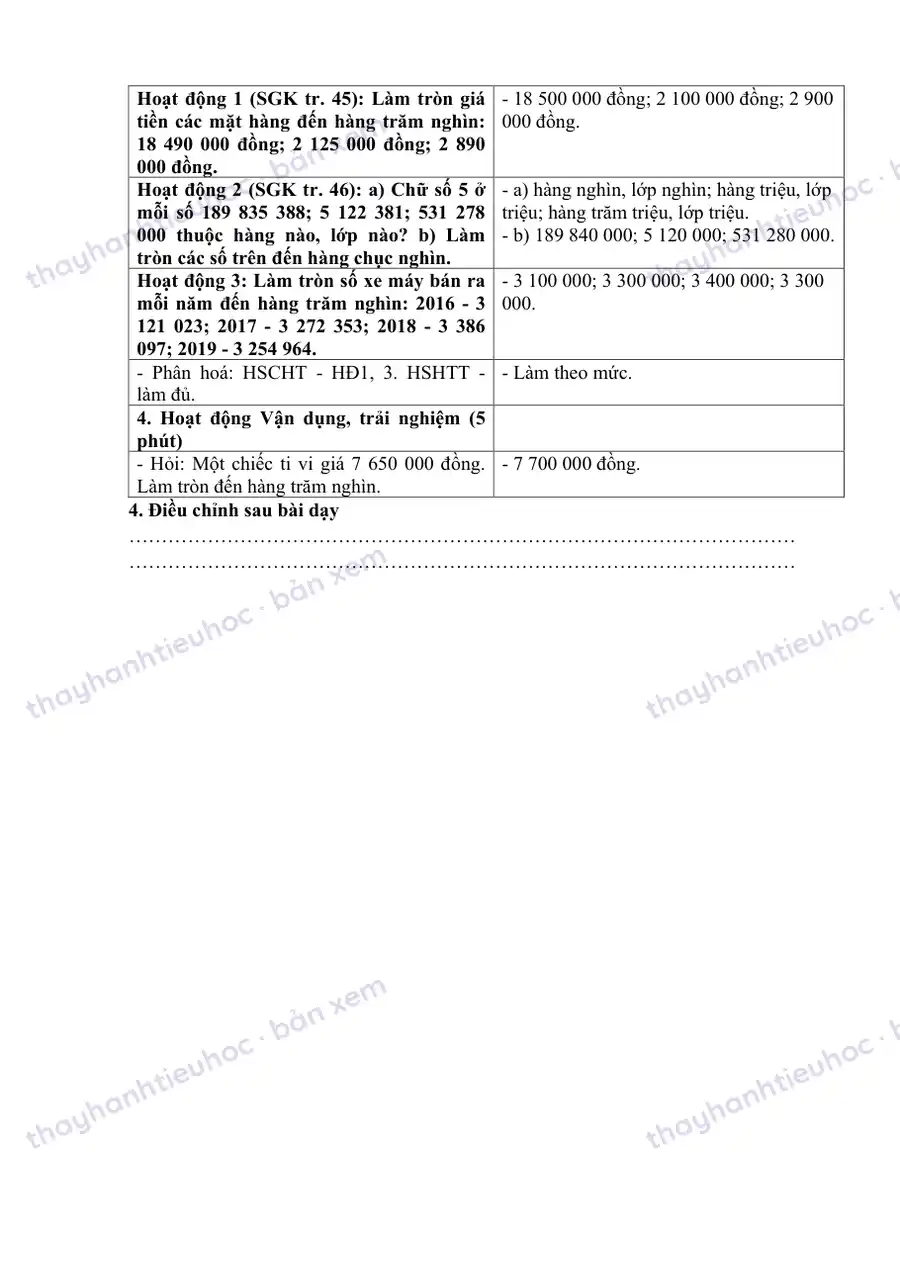 Hoạt động 1 (SGK tr. 45): Làm tròn giá
tiền các mặt hàng đến hàng trăm nghìn:
18 490 000 đồng; 2 125 000 đồng; 2 890
000 đồng.
- 18 500 000 đồng; 2 100 000 đồng; 2 900
000 đồng.
Hoạt động 2 (SGK tr. 46): a) Chữ số 5 ở
mỗi số 189 835 388; 5 122 381; 531 278
000 thuộc hàng nào, lớp nào? b) Làm
tròn các số trên đến hàng chục nghìn.
- a) hàng nghìn, lớp nghìn; hàng triệu, lớp
triệu; hàng trăm triệu, lớp triệu.
- b) 189 840 000; 5 120 000; 531 280 000.
Hoạt động 3: Làm tròn số xe máy bán ra
mỗi năm đến hàng trăm nghìn: 2016 - 3
121 023; 2017 - 3 272 353; 2018 - 3 386
097; 2019 - 3 254 964.
- 3 100 000; 3 300 000; 3 400 000; 3 300
000.
- Phân hoá: HSCHT - HĐ1, 3. HSHTT -
làm đủ.
- Làm theo mức.
4. Hoạt động Vận dụng, trải nghiệm (5
phút)
- Hỏi: Một chiếc ti vi giá 7 650 000 đồng.
Làm tròn đến hàng trăm nghìn.
- 7 700 000 đồng.
4. Điều chỉnh sau bài dạy
……………………………………………………………………………………………
……………………………………………………………………………………………
thayhanhtieuhoc · bản xem
thayhanhtieuhoc · b
thayhanhtieuhoc · bản xem
thayhanhtieuhoc · b
thayhanhtieuhoc · bản xem
thayhanhtieuhoc · b